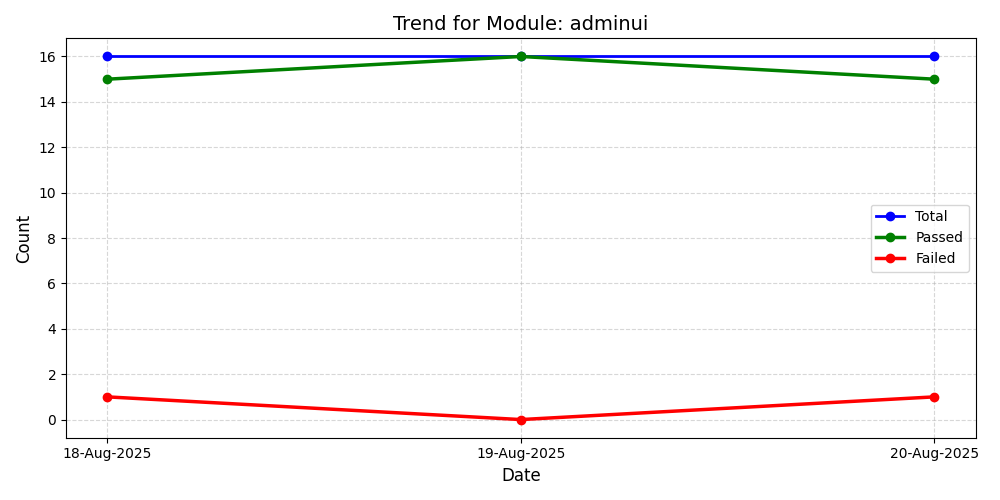 Trend for Module: adminui
Count
16
14
12
10
8
6
4
2
0
Total
Passed
Failed
18-Aug-2025
19-Aug-2025
20-Aug-2025
Date